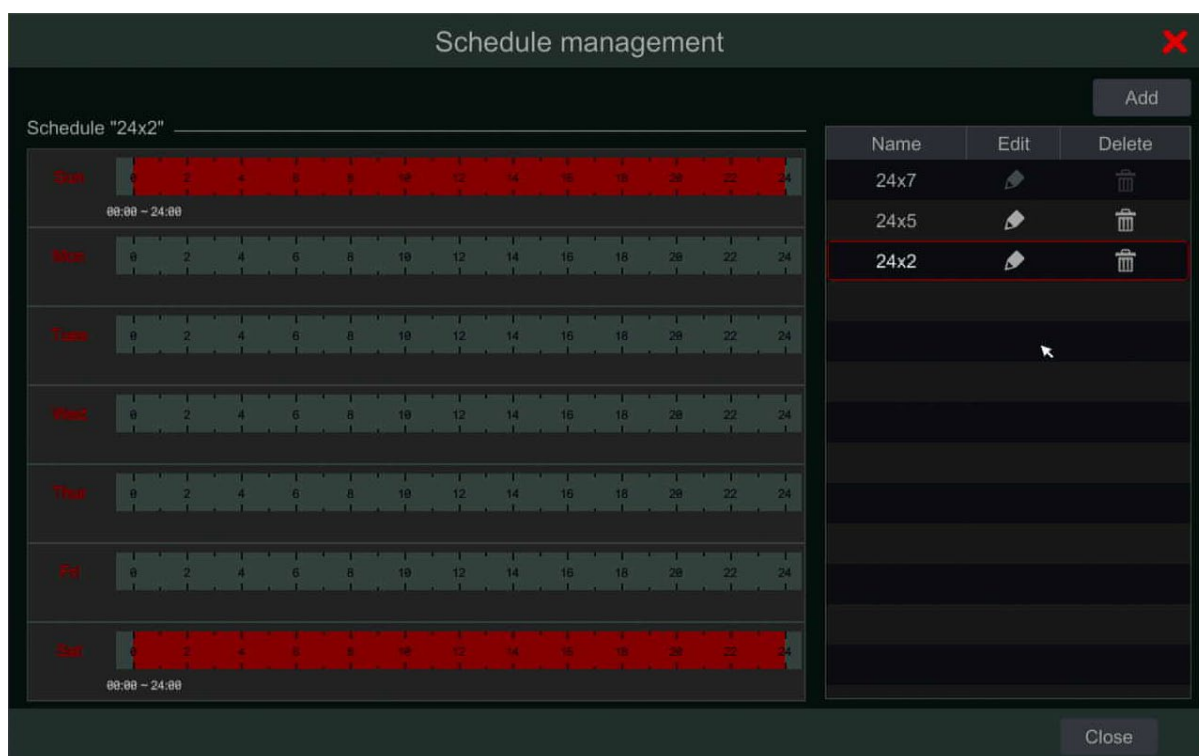 Schedule management
Add
Schedule "24x2"
Name Edit Delete
24x7
24x5
24x2
0 2 4 6 8 10 12 14 16 18 20 22 24
00:00 ~ 24:00
0 2 4 6 8 10 12 14 16 18 20 22 24
0 2 4 6 8 10 12 14 16 18 20 22 24
0 2 4 6 8 10 12 14 16 18 20 22 24
0 2 4 6 8 10 12 14 16 18 20 22 24
Fri 0 2 4 6 8 10 12 14 16 18 20 22 24
0 2 4 6 8 10 12 14 16 18 20 22 24
00:00 ~ 24:00
Close